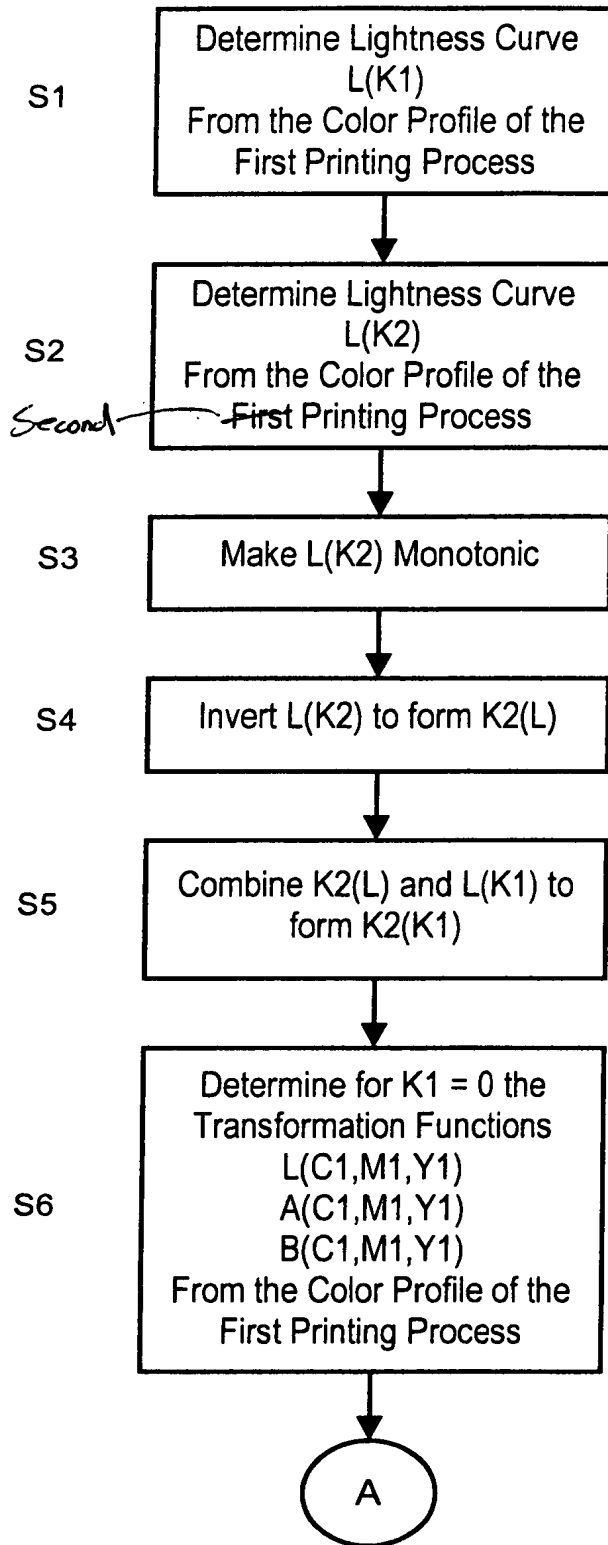 S1
Determine Lightness Curve
L(K1)
From the Color Profile of the
First Printing Process
S2
Determine Lightness Curve
L(K2)
From the Color Profile of the
Second
First Printing Process
S3
Make L(K2) Monotonic
S4
Invert L(K2) to form K2(L)
S5
Combine K2(L) and L(K1) to
form K2(K1)
S6
Determine for K1 = 0 the
Transformation Functions
L(C1,M1,Y1)
A(C1,M1,Y1)
B(C1,M1,Y1)
From the Color Profile of the
First Printing Process
A